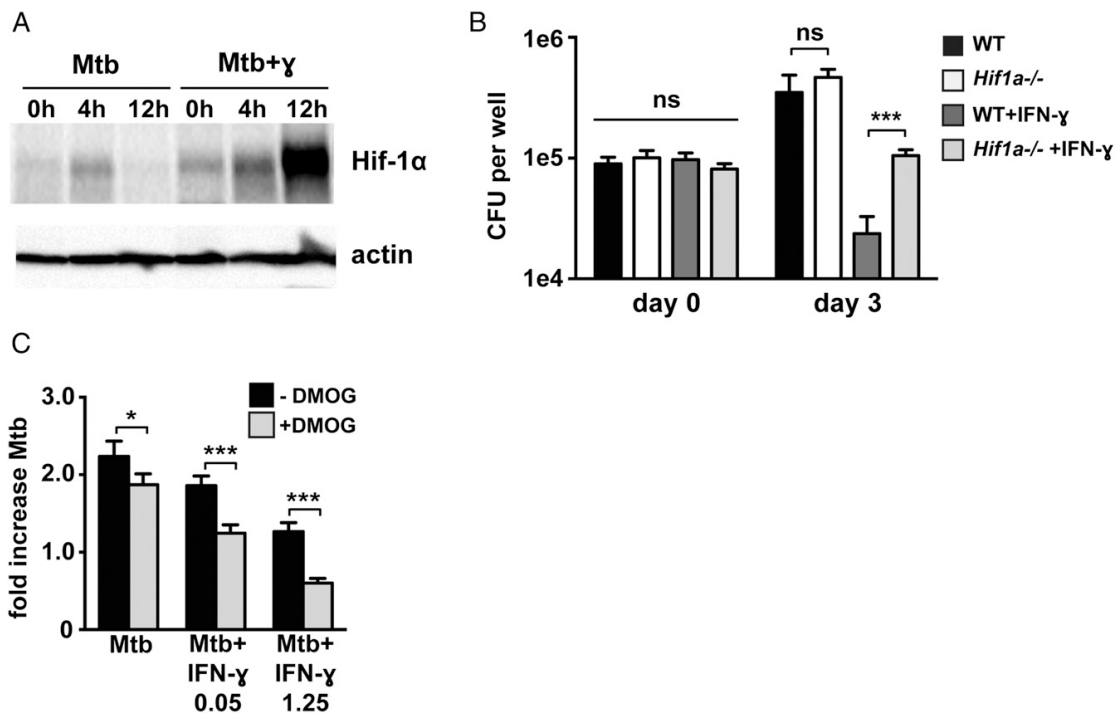 A
Mtb Mtb+ɣ
0h 4h 12h 0h 4h 12h
Hif-1α
actin
B
1e6
1e5
1e4
CFU per well
ns
ns
***
day 0 day 3
WT
Hif1a-/-
WT+IFN-ɣ
Hif1a-/- +IFN-ɣ
C
3.0
2.0
1.0
0
fold increase Mtb
- DMOG
+DMOG
*
***
***
Mtb Mtb+ Mtb+
IFN-ɣ IFN-ɣ
0.05 1.25